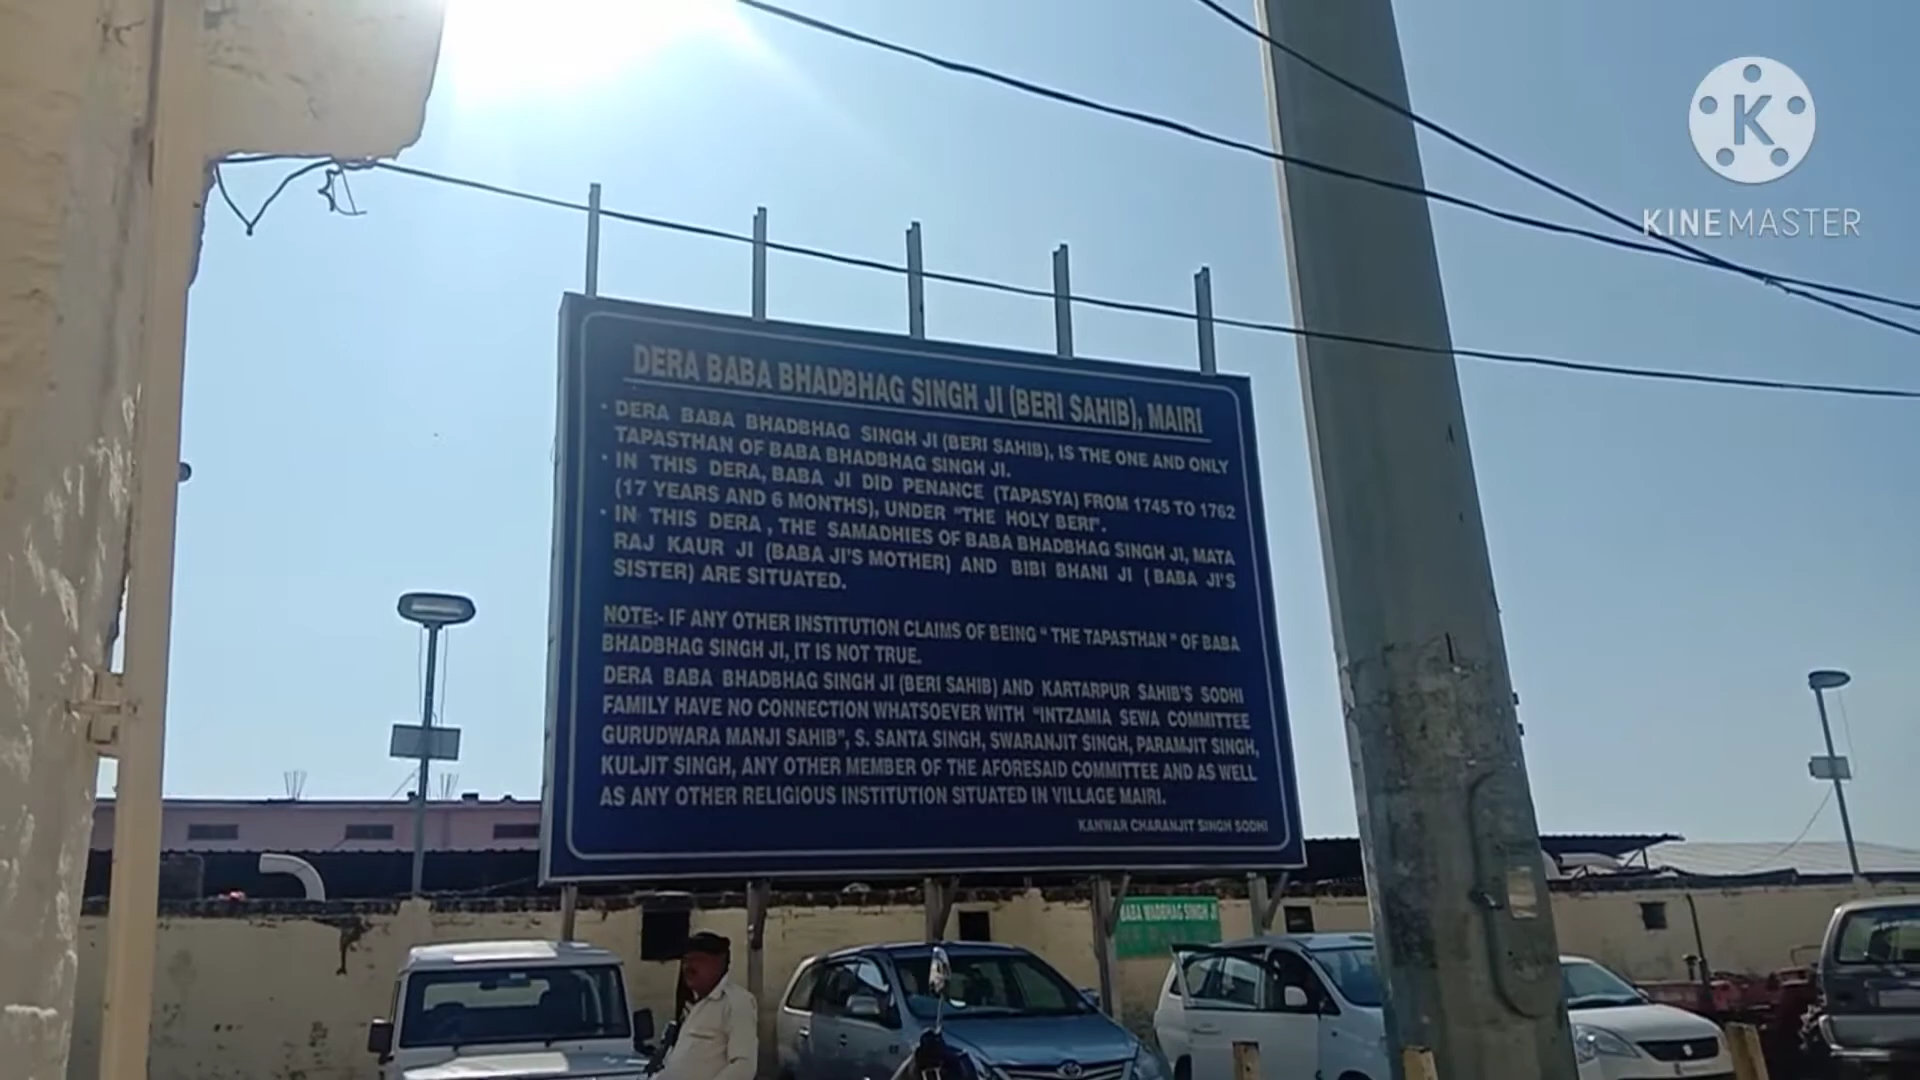 K
KINEMASTER
DERA BABA BHADBHAG SINGH JI (BERI SAHIB), MAIRI
• DERA BABA BHADBHAG SINGH JI (BERI SAHIB), IS THE ONE AND ONLY
TAPASTHAN OF BABA BHADBHAG SINGH JI.
• IN THIS DERA, BABA JI DID PENANCE (TAPASYA) FROM 1745 TO 1762
(17 YEARS AND 6 MONTHS), UNDER "THE HOLY BERI".
• IN THIS DERA, THE SAMADHIES OF BABA BHADBHAG SINGH JI, MATA
RAJ KAUR JI (BABA JI'S MOTHER) AND BIBI BHANI JI (BABA JI'S
SISTER) ARE SITUATED.
NOTE:- IF ANY OTHER INSTITUTION CLAIMS OF BEING "THE TAPASTHAN" OF BABA
BHADBHAG SINGH JI, IT IS NOT TRUE.
DERA BABA BHADBHAG SINGH JI (BERI SAHIB) AND KARTARPUR SAHIB'S SODHI
FAMILY HAVE NO CONNECTION WHATSOEVER WITH "INTZAMIA SEWA COMMITTEE
GURUDWARA MANJI SAHIB", S. SANTA SINGH, SWARANJIT SINGH, PARAMJIT SINGH,
KULJIT SINGH, ANY OTHER MEMBER OF THE AFORESAID COMMITTEE AND AS WELL
AS ANY OTHER RELIGIOUS INSTITUTION SITUATED IN VILLAGE MAIRI.
KANWAR CHARANJIT SINGH SODHI
BABA WADBHAG SINGH JI